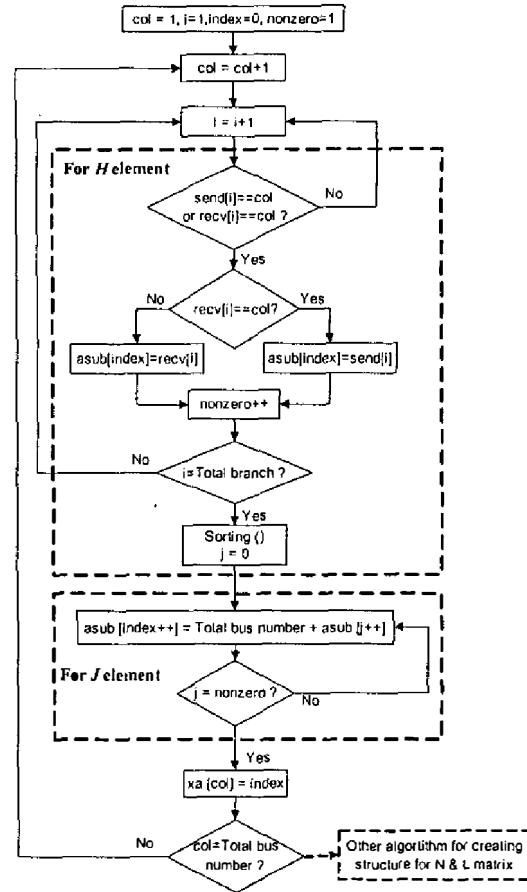 col = 1, i=1,index=0, nonzero=1
col = col+1
i = i+1
For H element
send[i]==col
or recv[i]==col ?
No
Yes
No
recv[i]==col?
Yes
asub[index]=recv[i]
asub[index]=send[i]
nonzero++
No
i=Total branch ?
Yes
Sorting ()
j = 0
asub [index++] = Total bus number + asub [j++]
For J element
j = nonzero ?
No
Yes
xa [col] = index
No
col=Total bus
number ?
Other algorithm for creating
structure for N & L matrix